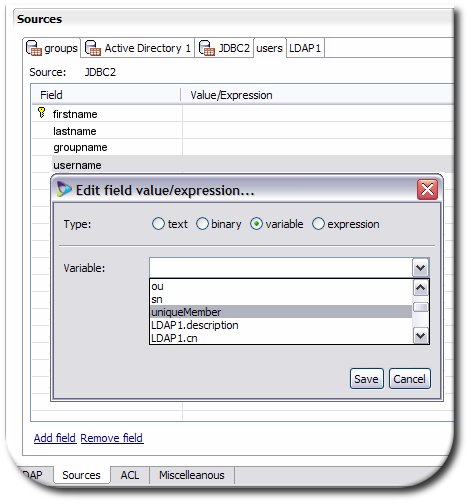 Sources
groups Active Directory 1 JDBC2 users LDAP1
Source: JDBC2
Field Value/Expression
firstname
lastname
groupname
username
Edit field value/expression...
Type: text binary variable expression
Variable:
ou
sn
uniqueMember
LDAP1.description
LDAP1.cn
Save Cancel
Add field Remove field
DAP Sources ACL Miscelleanous